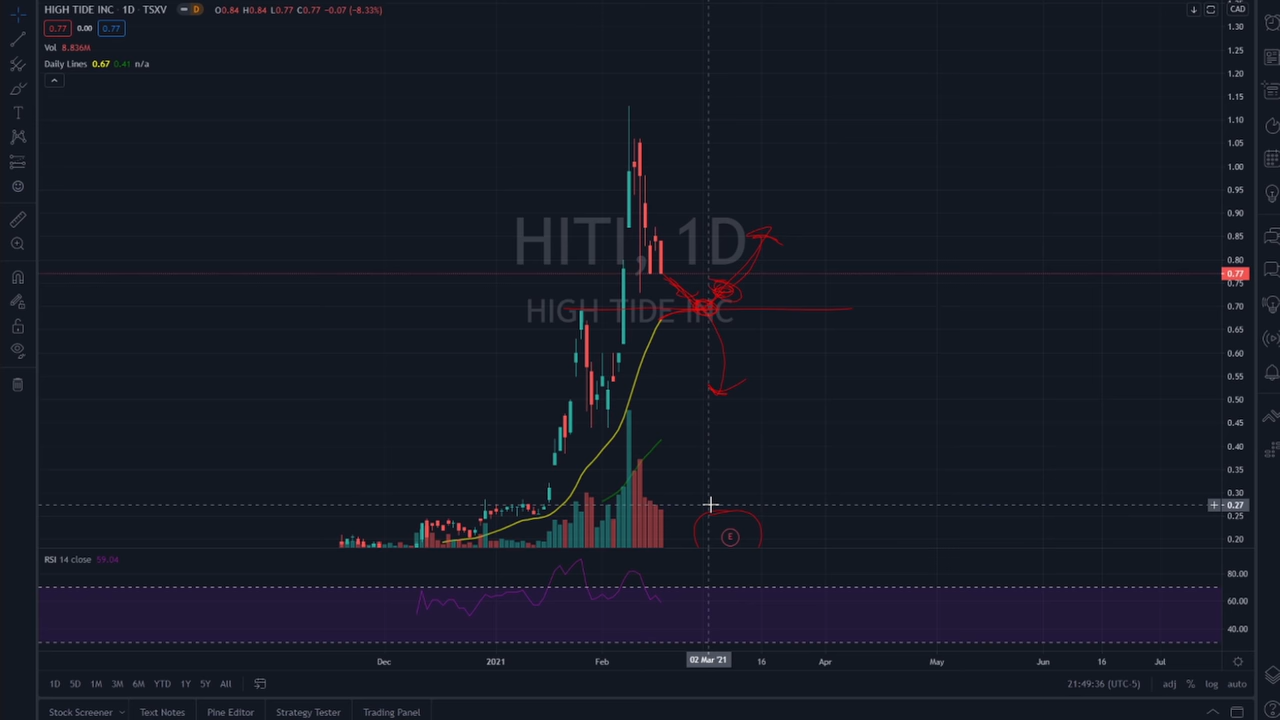 HIGH TIDE INC · 1D · TSXV D O0.84 H0.84 L0.77 C0.77 -0.07 (-8.33%)
0.77 0.00 0.77
Vol 8.836M
Daily Lines 0.67 0.41 n/a
HITI, 1D
HIGH TIDE INC
E
CAD
1.30
1.25
1.20
1.15
1.10
1.05
1.00
0.95
0.90
0.85
0.80
0.77
0.75
0.70
0.65
0.60
0.55
0.50
0.45
0.40
0.35
0.30
0.27
0.25
0.20
RSI 14 close 59.04
80.00
60.00
40.00
Dec 2021 Feb 02 Mar '21 16 Apr May Jun 16 Jul
1D 5D 1M 3M 6M YTD 1Y 5Y All 21:49:36 (UTC-5) adj % log auto
Stock Screener Text Notes Pine Editor Strategy Tester Trading Panel